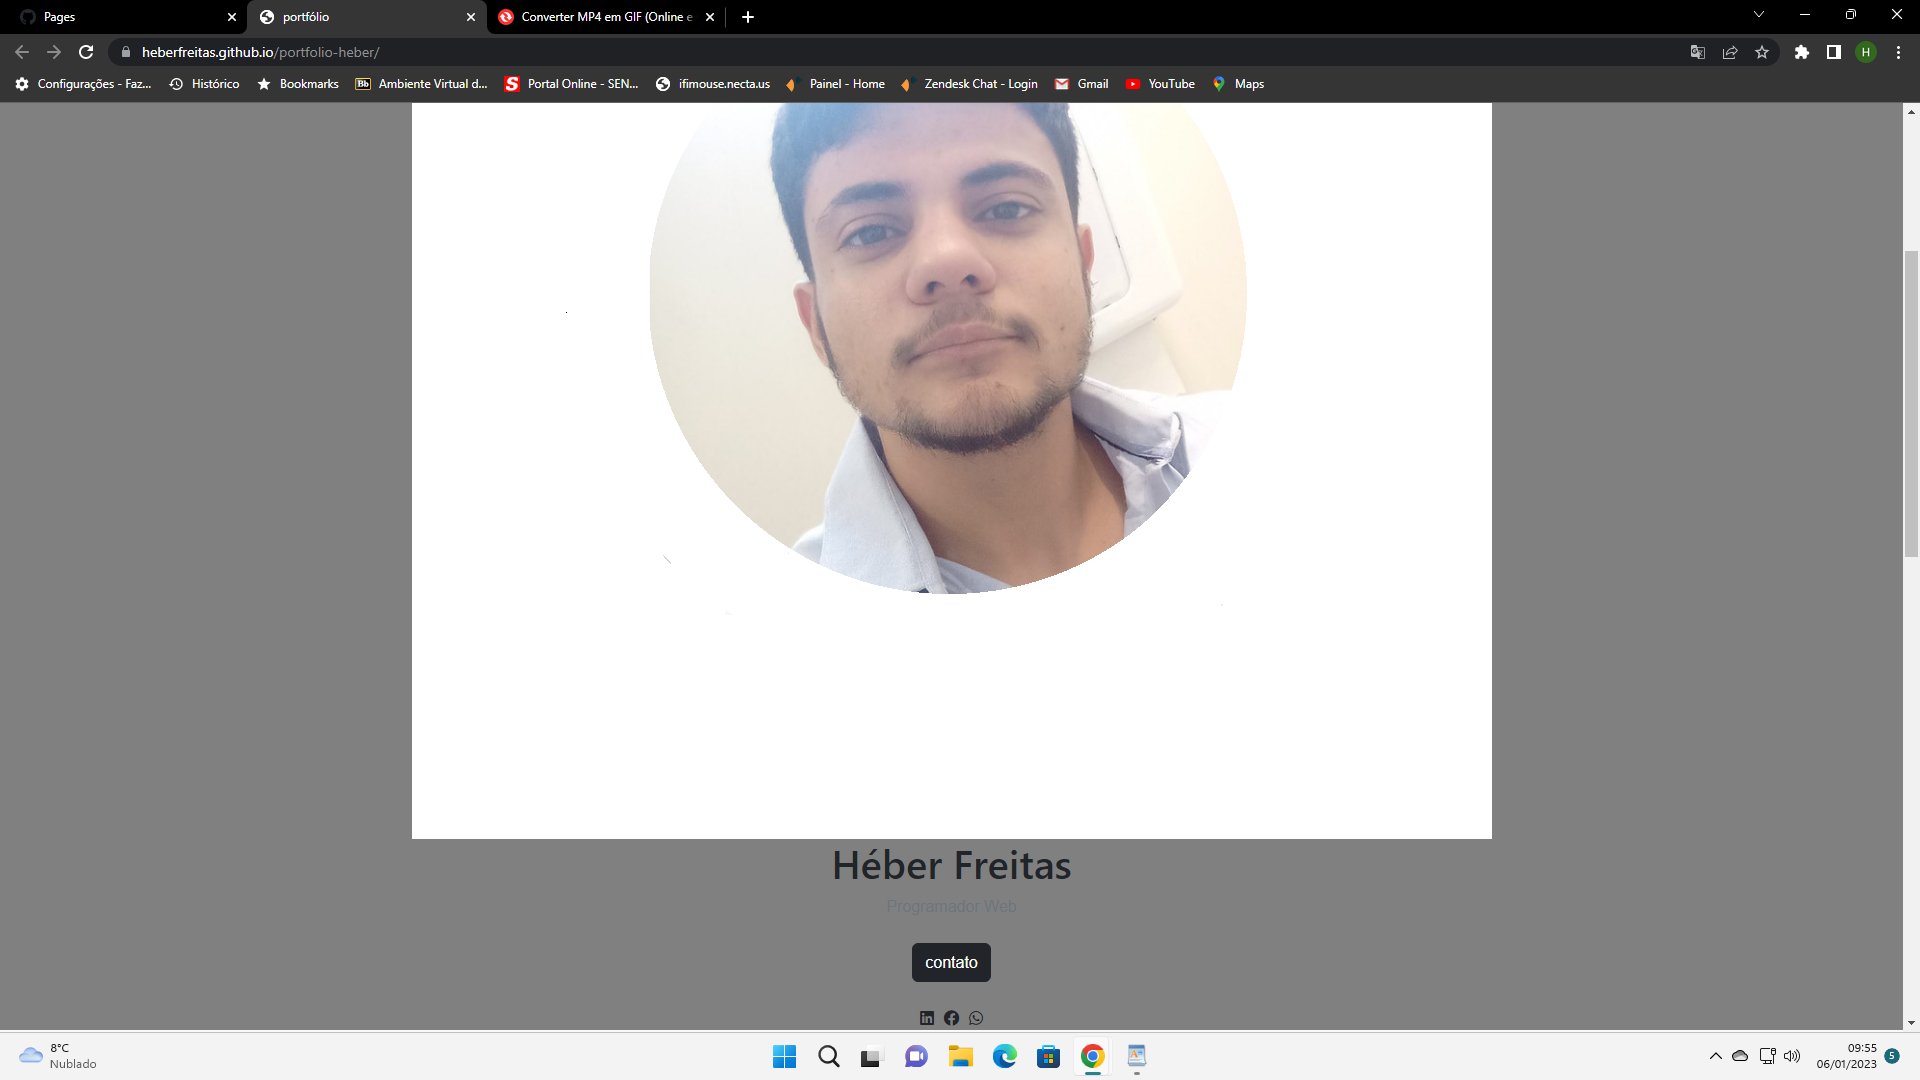 Pages
portfólio
Converter MP4 em GIF (Online e
heberfreitas.github.io/portfolio-heber/
H
Configurações - Faz...
Histórico
Bookmarks
Bb
Ambiente Virtual d...
S
Portal Online - SEN...
ifimouse.necta.us
Painel - Home
Zendesk Chat - Login
Gmail
YouTube
Maps
Héber Freitas
Programador Web
contato
8°C
Nublado
09:55
06/01/2023
5